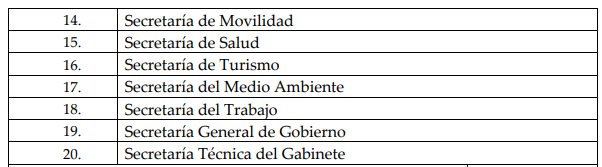 14. Secretaría de Movilidad
15. Secretaría de Salud
16. Secretaría de Turismo
17. Secretaría del Medio Ambiente
18. Secretaría del Trabajo
19. Secretaría General de Gobierno
20. Secretaría Técnica del Gabinete